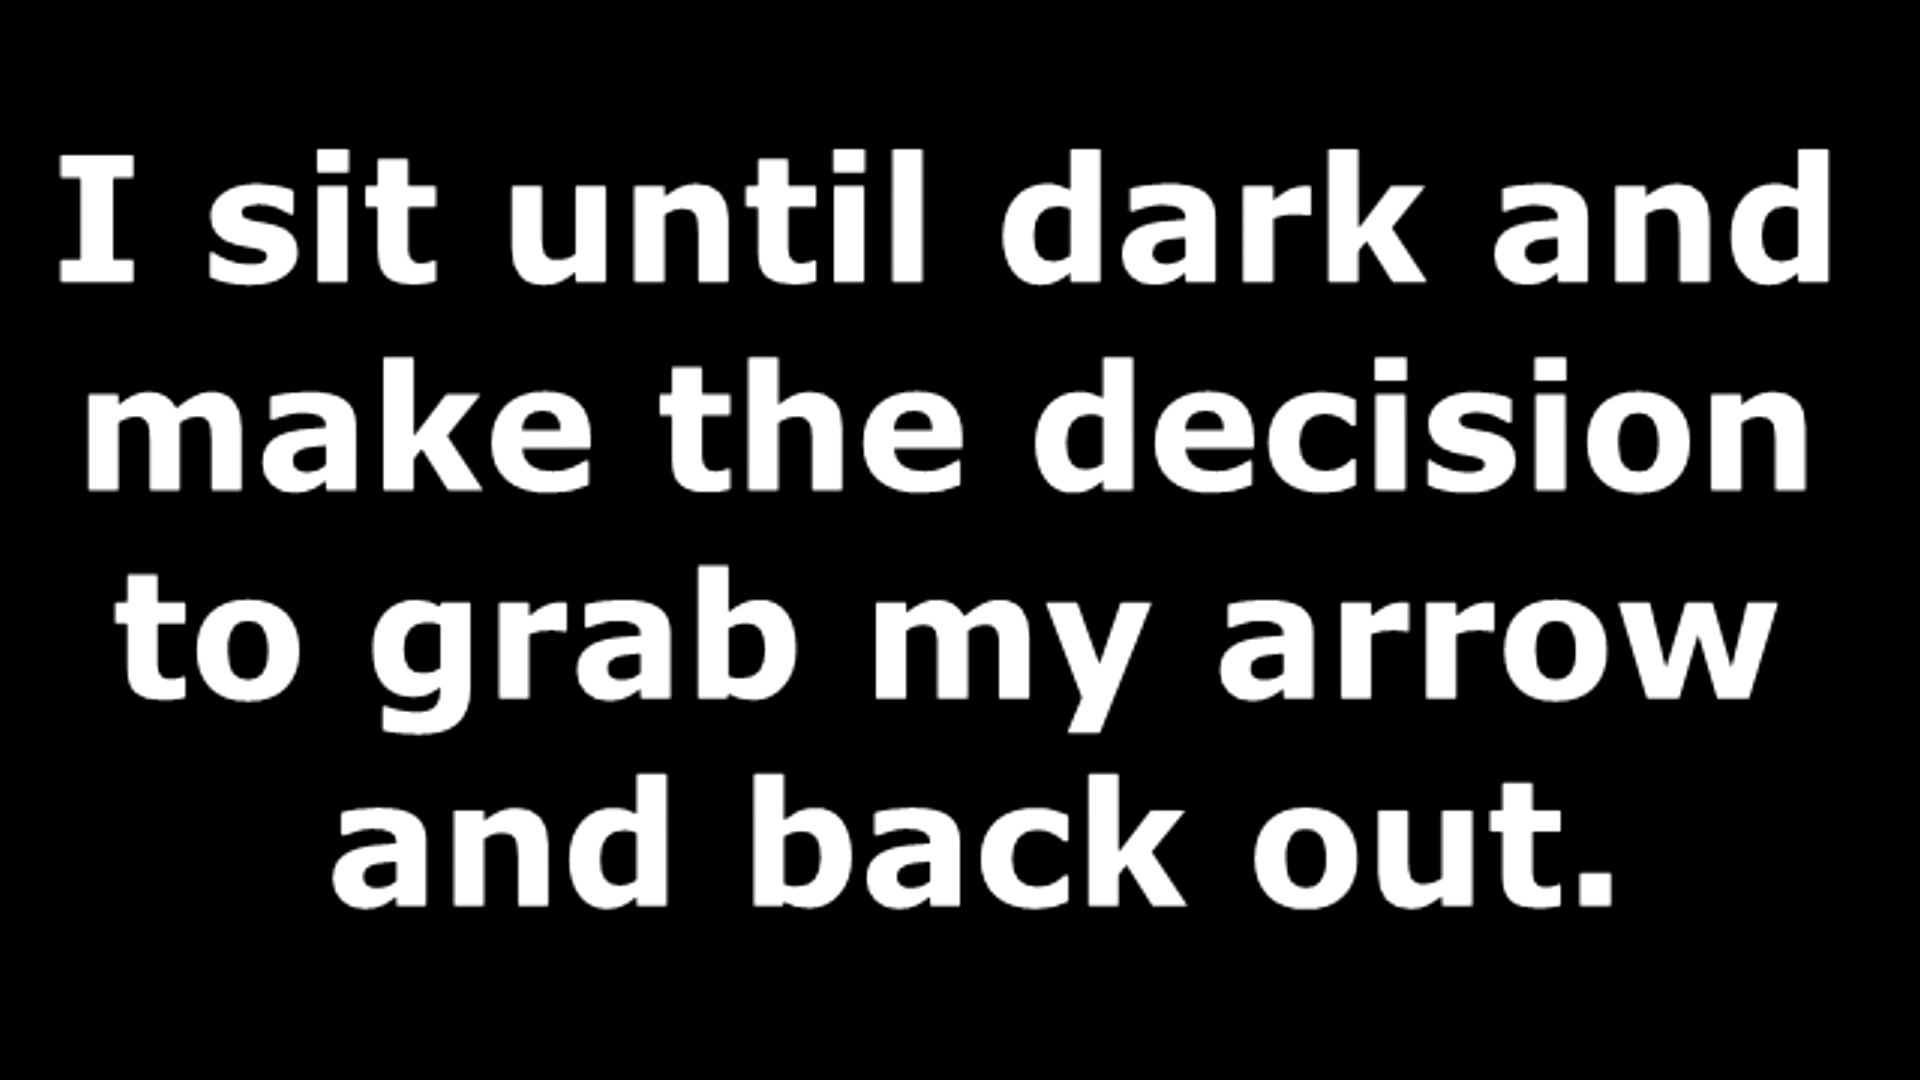 I sit until dark and
make the decision
to grab my arrow
and back out.